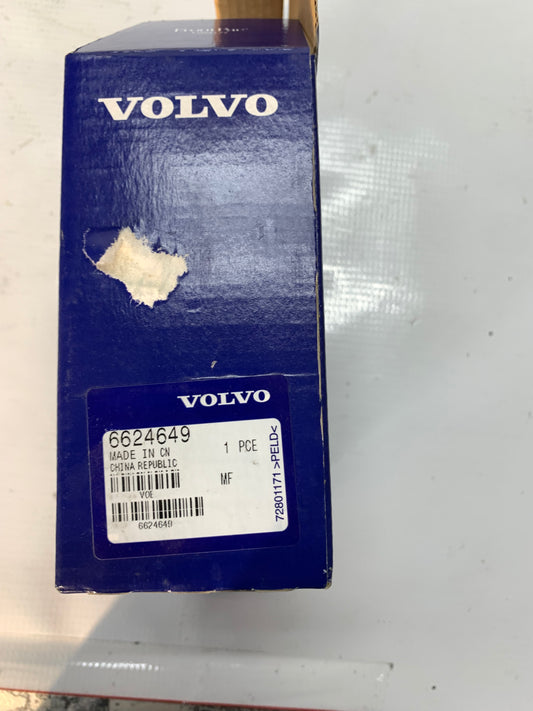 VOLVO
VOLVO
6624649
1 PCE
MADE IN CN
CHINA REPUBLIC
MF
VOE
6624649
72801171 >PELD<